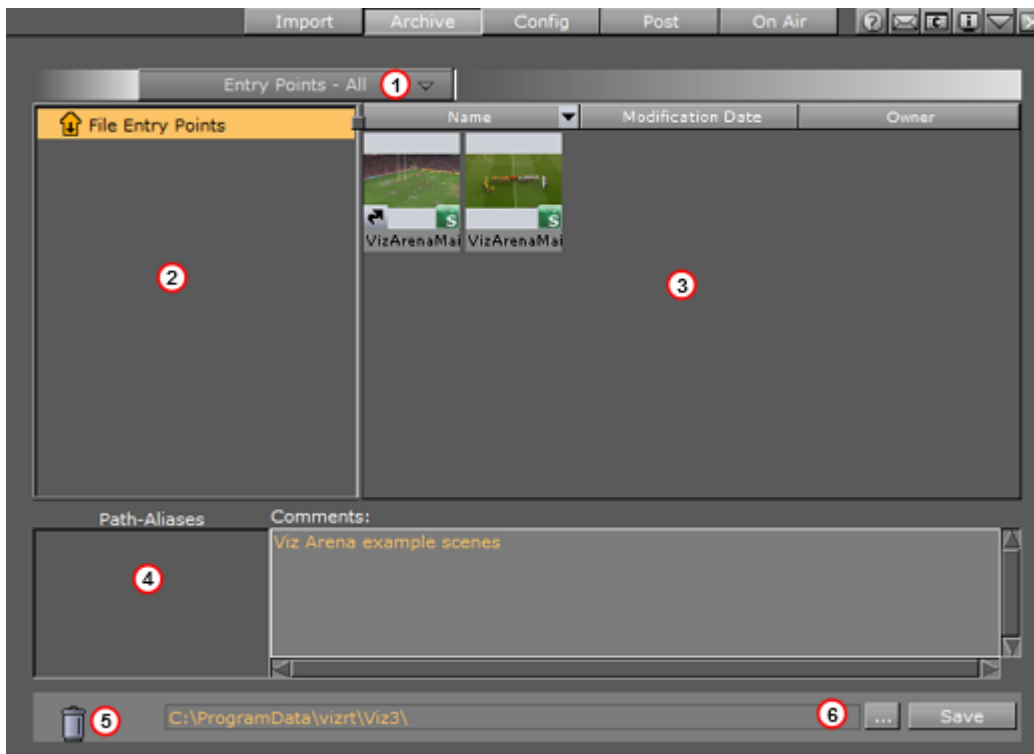 Import Archive Config Post On Air
Entry Points - All 1
File Entry Points
Name Modification Date Owner
S S
VizArenaMai VizArenaMai
2
3
Path-Aliases Comments:
Viz Arena example scenes
4
5 C:\ProgramData\vizrt\Viz3\ 6 ... Save